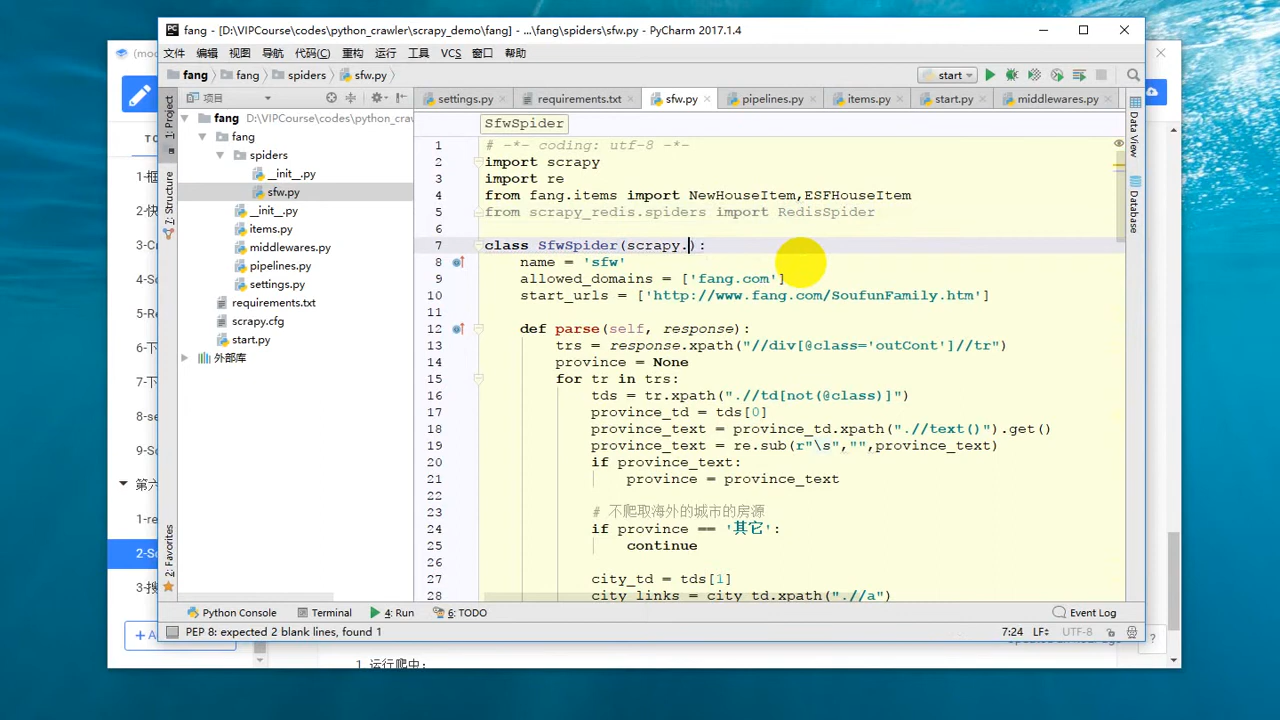 fang - [D:\VIPCourse\codes\python_crawler\scrapy_demo\fang] - ...\fang\spiders\sfw.py - PyCharm 2017.1.4
文件 编辑 视图 导航 代码(C) 重构 运行 工具 VCS 窗口 帮助
fang fang spiders sfw.py start
项目
settings.py requirements.txt sfw.py pipelines.py items.py start.py middlewares.py
1: Project
7: Structure
2: Favorites
Data View
Database
fang D:\VIPCourse\codes\python_craw
fang
spiders
__init__.py
sfw.py
__init__.py
items.py
middlewares.py
pipelines.py
settings.py
requirements.txt
scrapy.cfg
start.py
外部库
SfwSpider
1 # -*- coding: utf-8 -*-
2 import scrapy
3 import re
4 from fang.items import NewHouseItem,ESFHouseItem
5 from scrapy_redis.spiders import RedisSpider
6
7 class SfwSpider(scrapy.):
8 name = 'sfw'
9 allowed_domains = ['fang.com']
10 start_urls = ['http://www.fang.com/SoufunFamily.htm']
11
12 def parse(self, response):
13 trs = response.xpath("//div[@class='outCont']//tr")
14 province = None
15 for tr in trs:
16 tds = tr.xpath(".//td[not(@class)]")
17 province_td = tds[0]
18 province_text = province_td.xpath(".//text()").get()
19 province_text = re.sub(r"\s","",province_text)
20 if province_text:
21 province = province_text
22
23 # 不爬取海外的城市的房源
24 if province == '其它':
25 continue
26
27 city_td = tds[1]
28 city_links = city_td.xpath(".//a")
Python Console Terminal 4: Run 6: TODO Event Log
PEP 8: expected 2 blank lines, found 1 7:24 LF UTF-8
1 运行爬虫: